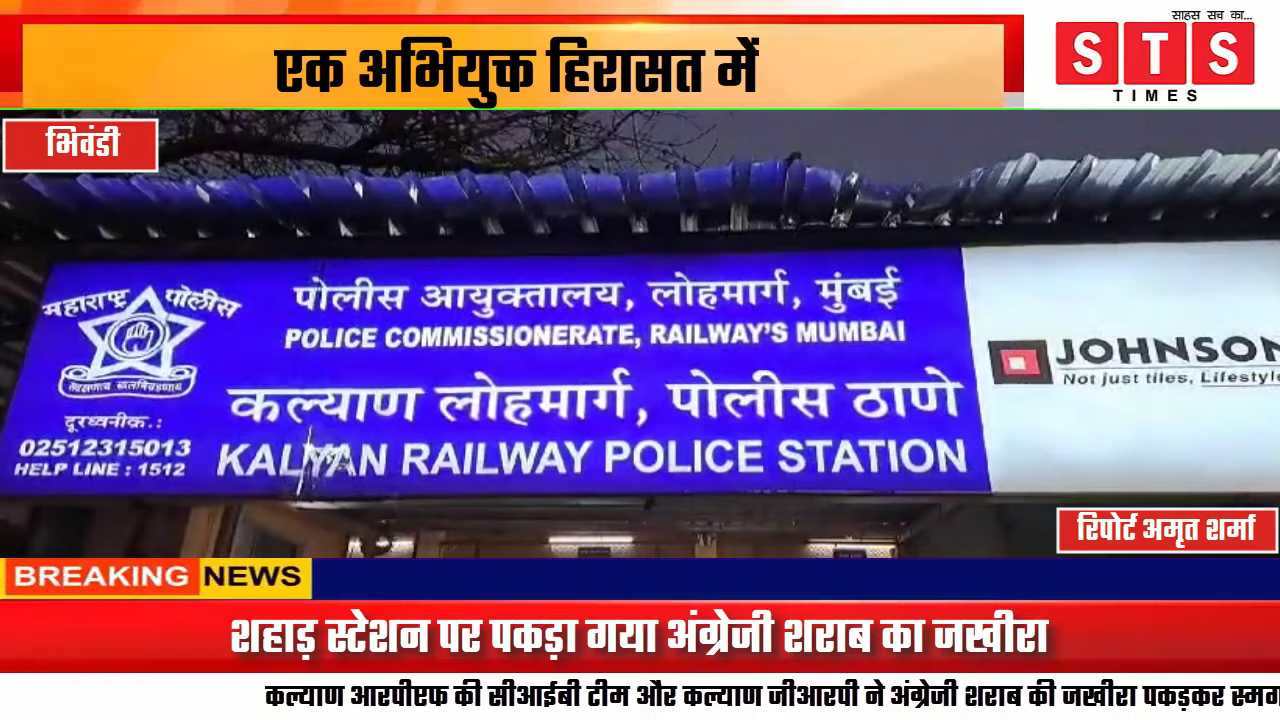 साहस सच का...
एक अभियुक्त हिरासत में
STS
TIMES
भिवंडी
महाराष्ट्र पोलीस
पोलीस आयुक्तालय, लोहमार्ग, मुंबई
POLICE COMMISSIONERATE, RAILWAY'S MUMBAI
कल्याण लोहमार्ग, पोलीस ठाणे
KALYAN RAILWAY POLICE STATION
दूरध्वनीक्र.:
02512315013
HELP LINE : 1512
JOHNSON
Not just tiles, Lifestyle
रिपोर्ट अमृत शर्मा
BREAKING NEWS
शहाड़ स्टेशन पर पकड़ा गया अंग्रेजी शराब का जखीरा
कल्याण आरपीएफ की सीआईबी टीम और कल्याण जीआरपी ने अंग्रेजी शराब की जखीरा पकड़कर स्मग